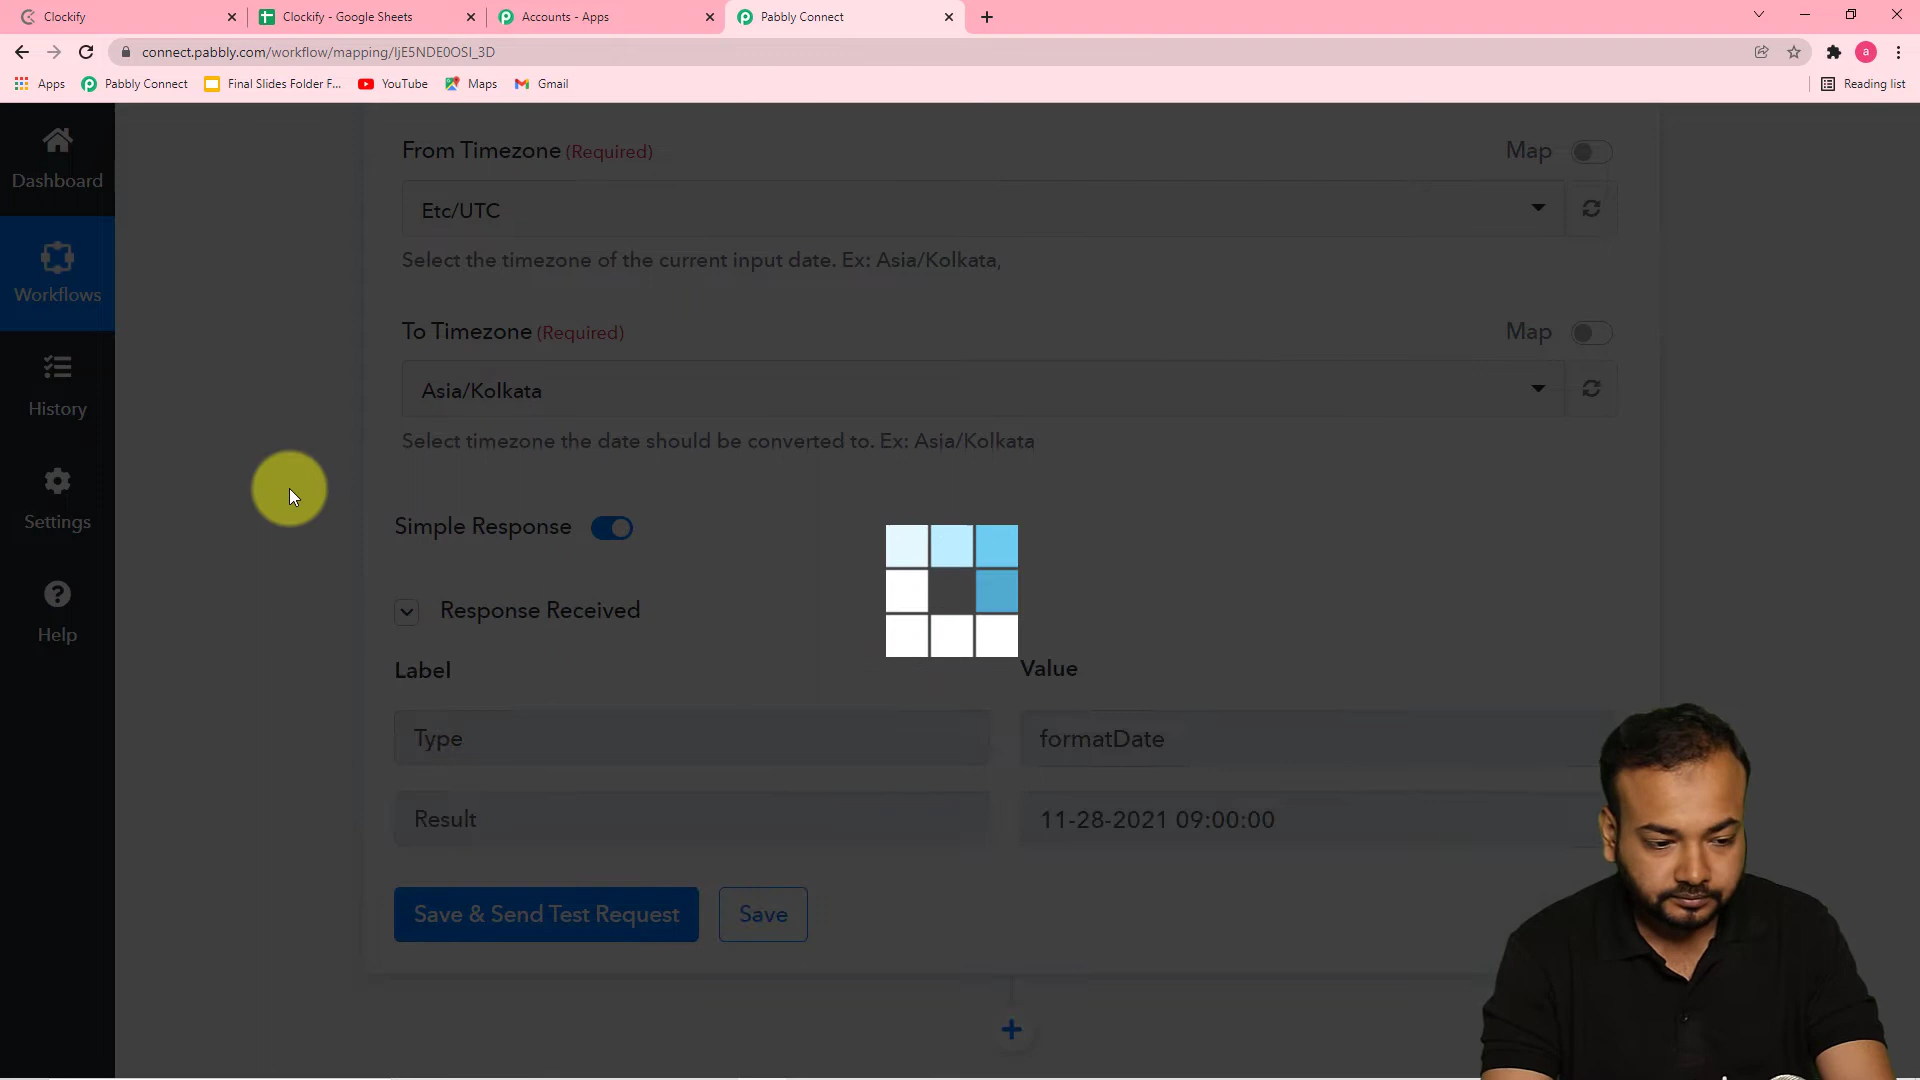 Clockify
Clockify - Google Sheets
Accounts - Apps
Pabbly Connect
connect.pabbly.com/workflow/mapping/IjE5NDE0OSI_3D
a
Apps
Pabbly Connect
Final Slides Folder F...
YouTube
Maps
Gmail
Reading list
Dashboard
Workflows
History
Settings
Help
From Timezone (Required)
Map
Etc/UTC
Select the timezone of the current input date. Ex: Asia/Kolkata,
To Timezone (Required)
Map
Asia/Kolkata
Select timezone the date should be converted to. Ex: Asia/Kolkata
Simple Response
Response Received
Label
Value
Type
formatDate
Result
11-28-2021 09:00:00
Save & Send Test Request
Save